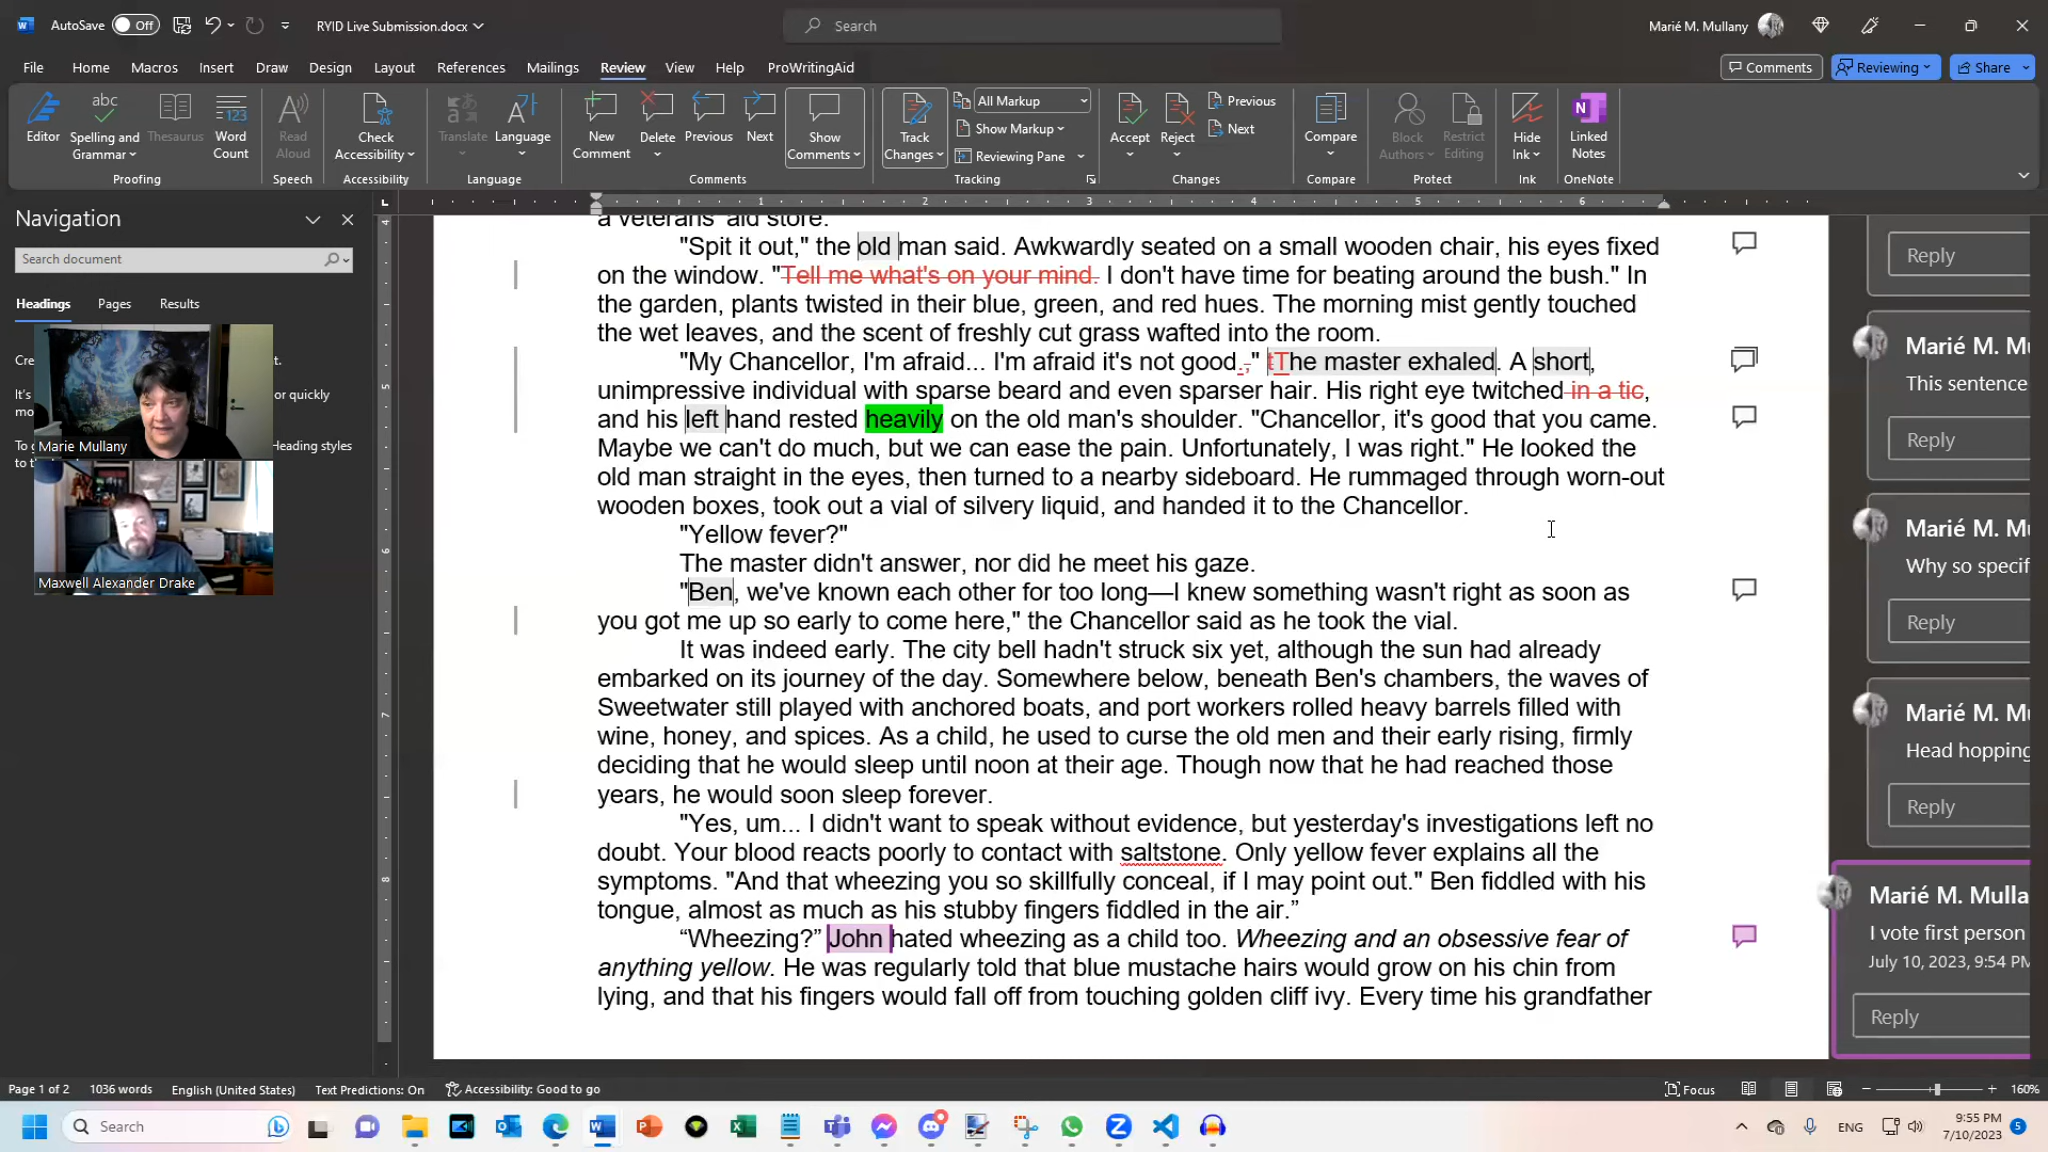 AutoSave Off RYID Live Submission.docx Search Marié M. Mullany
File Home Macros Insert Draw Design Layout References Mailings Review View Help ProWritingAid Comments Reviewing Share
Editor Spelling and Grammar Thesaurus Word Count Read Aloud Check Accessibility Translate Language New Comment Delete Previous Next Show Comments Track Changes All Markup Show Markup Reviewing Pane Accept Reject Previous Next Compare Block Authors Restrict Editing Hide Ink Linked Notes
Proofing Speech Accessibility Language Comments Tracking Changes Compare Protect Ink OneNote
Navigation
Search document
Headings Pages Results
Marie Mullany
Maxwell Alexander Drake
a veterans' aid store.
"Spit it out," the old man said. Awkwardly seated on a small wooden chair, his eyes fixed
on the window. "Tell me what's on your mind. I don't have time for beating around the bush." In
the garden, plants twisted in their blue, green, and red hues. The morning mist gently touched
the wet leaves, and the scent of freshly cut grass wafted into the room.
"My Chancellor, I'm afraid... I'm afraid it's not good.," tThe master exhaled. A short,
unimpressive individual with sparse beard and even sparser hair. His right eye twitched in a tic,
and his left hand rested heavily on the old man's shoulder. "Chancellor, it's good that you came.
Maybe we can't do much, but we can ease the pain. Unfortunately, I was right." He looked the
old man straight in the eyes, then turned to a nearby sideboard. He rummaged through worn-out
wooden boxes, took out a vial of silvery liquid, and handed it to the Chancellor.
"Yellow fever?"
The master didn't answer, nor did he meet his gaze.
"Ben, we've known each other for too long—I knew something wasn't right as soon as
you got me up so early to come here," the Chancellor said as he took the vial.
It was indeed early. The city bell hadn't struck six yet, although the sun had already
embarked on its journey of the day. Somewhere below, beneath Ben's chambers, the waves of
Sweetwater still played with anchored boats, and port workers rolled heavy barrels filled with
wine, honey, and spices. As a child, he used to curse the old men and their early rising, firmly
deciding that he would sleep until noon at their age. Though now that he had reached those
years, he would soon sleep forever.
"Yes, um... I didn't want to speak without evidence, but yesterday's investigations left no
doubt. Your blood reacts poorly to contact with saltstone. Only yellow fever explains all the
symptoms. "And that wheezing you so skillfully conceal, if I may point out." Ben fiddled with his
tongue, almost as much as his stubby fingers fiddled in the air.”
“Wheezing?” John hated wheezing as a child too. Wheezing and an obsessive fear of
anything yellow. He was regularly told that blue mustache hairs would grow on his chin from
lying, and that his fingers would fall off from touching golden cliff ivy. Every time his grandfather
Reply
Marié M. Mu
This sentence
Reply
Marié M. Mu
Why so specif
Reply
Marié M. Mu
Head hopping
Reply
Marié M. Mulla
I vote first person
July 10, 2023, 9:54 PM
Reply
Page 1 of 2 1036 words English (United States) Text Predictions: On Accessibility: Good to go Focus 160%
Search ENG 9:55 PM
7/10/2023